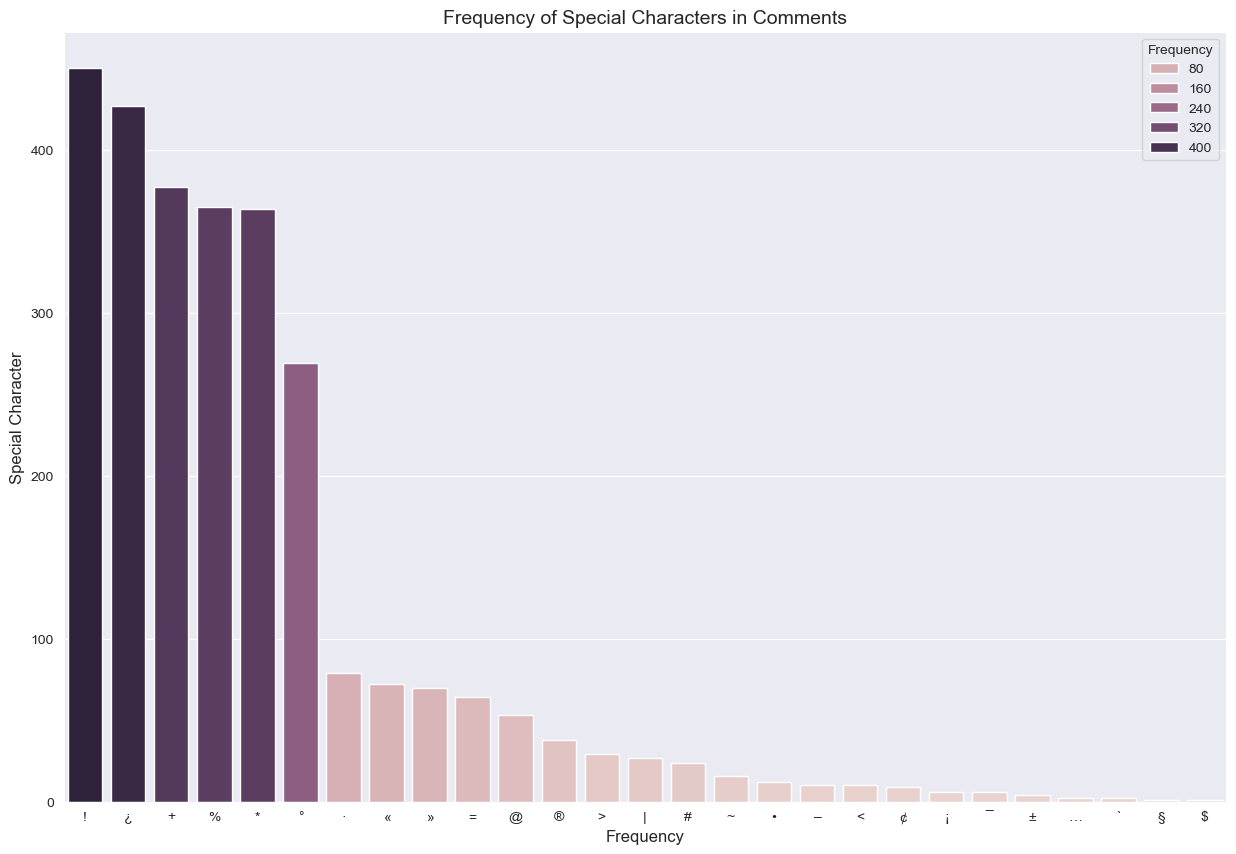 Frequency of Special Characters in Comments
Frequency
80
160
240
320
400
400
300
200
100
0
Special Character
! ¿ + % * ° · « » = @ ® > | # ~ • – < ¢ ¡ ¯ ± … ` § $
Frequency